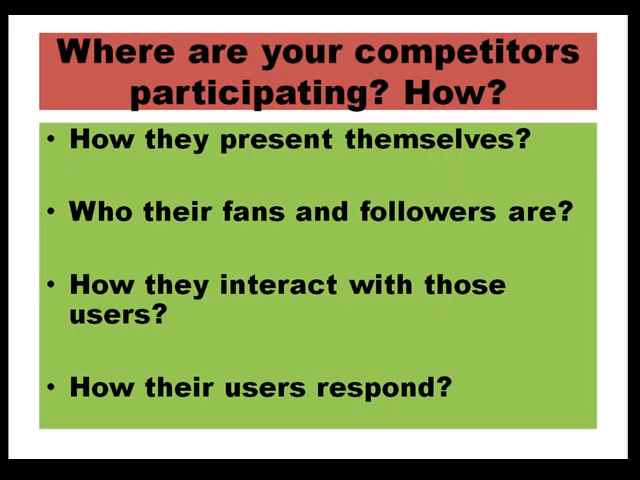 Where are your competitors
participating? How?
• How they present themselves?
• Who their fans and followers are?
• How they interact with those
users?
• How their users respond?